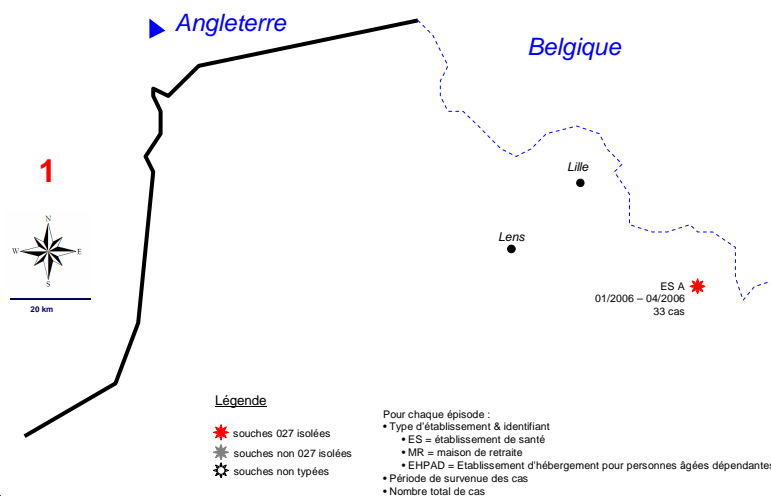 Angleterre
Belgique
1
Lille
N
W
E
S
Lens
20 km
ES A
01/2006 – 04/2006
33 cas
Légende
souches 027 isolées
souches non 027 isolées
souches non typées
Pour chaque épisode :
• Type d'établissement & identifiant
• ES = établissement de santé
• MR = maison de retraite
• EHPAD = Etablissement d'hébergement pour personnes âgées dépendantes
• Période de survenue des cas
• Nombre total de cas